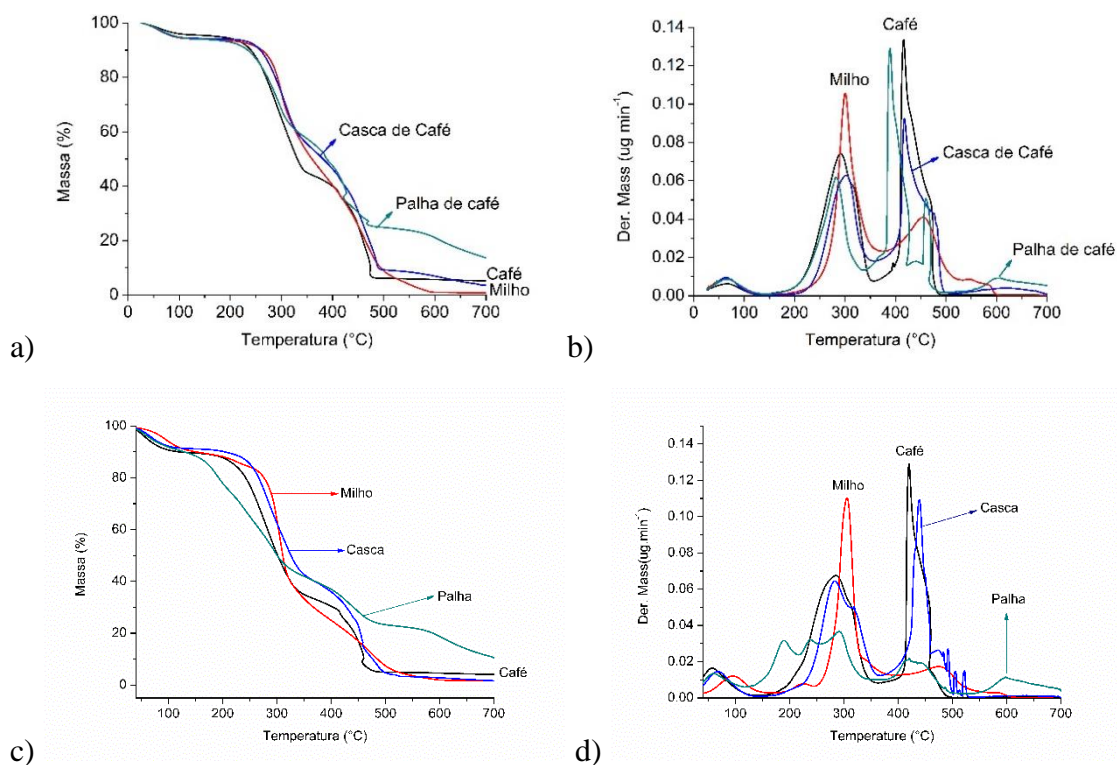 100
80
60
40
20
0
Massa (%)
0 100 200 300 400 500 600 700
Temperatura (°C)
Casca de Café
Palha de café
Café
Milho
a)
0.14
0.12
0.10
0.08
0.06
0.04
0.02
0.00
Der. Mass (ug min⁻¹)
0 100 200 300 400 500 600 700
Temperatura (°C)
Café
Milho
Casca de Café
Palha de café
b)
100
80
60
40
20
0
Massa (%)
100 200 300 400 500 600 700
Temperatura (°C)
Milho
Casca
Palha
Café
c)
0.14
0.12
0.10
0.08
0.06
0.04
0.02
0.00
Der. Mass(ug.min⁻¹)
100 200 300 400 500 600 700
Temperature (°C)
Café
Milho
Casca
Palha
d)